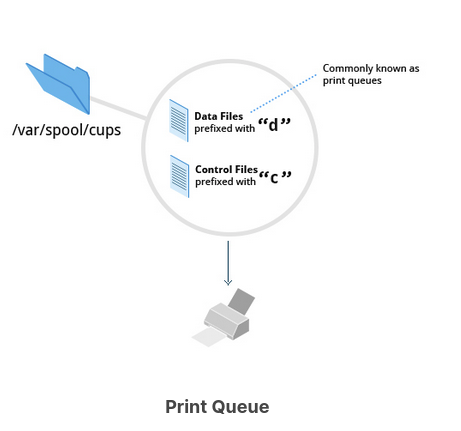 Commonly known as
print queues
/var/spool/cups
Data Files
prefixed with “d”
Control Files
prefixed with “c”
Print Queue